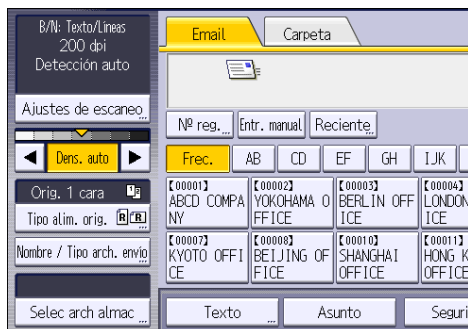 B/N: Texto/Líneas
200 dpi
Detección auto
Ajustes de escaneo
Dens. auto
Orig. 1 cara
Tipo alim. orig.
Nombre / Tipo arch. envio
Selec arch almac
Email
Carpeta
Nº reg.
Entr. manual
Reciente
Frec.
AB
CD
EF
GH
IJK
[00001]
ABCD COMPA
NY
[00002]
YOKOHAMA O
FFICE
[00003]
BERLIN OFF
ICE
[00004]
LONDON
ICE
[00007]
KYOTO OFFI
CE
[00008]
BEIJING OF
FICE
[00010]
SHANGHAI
OFFICE
[00011]
HONG K
OFFICE
Texto
Asunto
Seguri